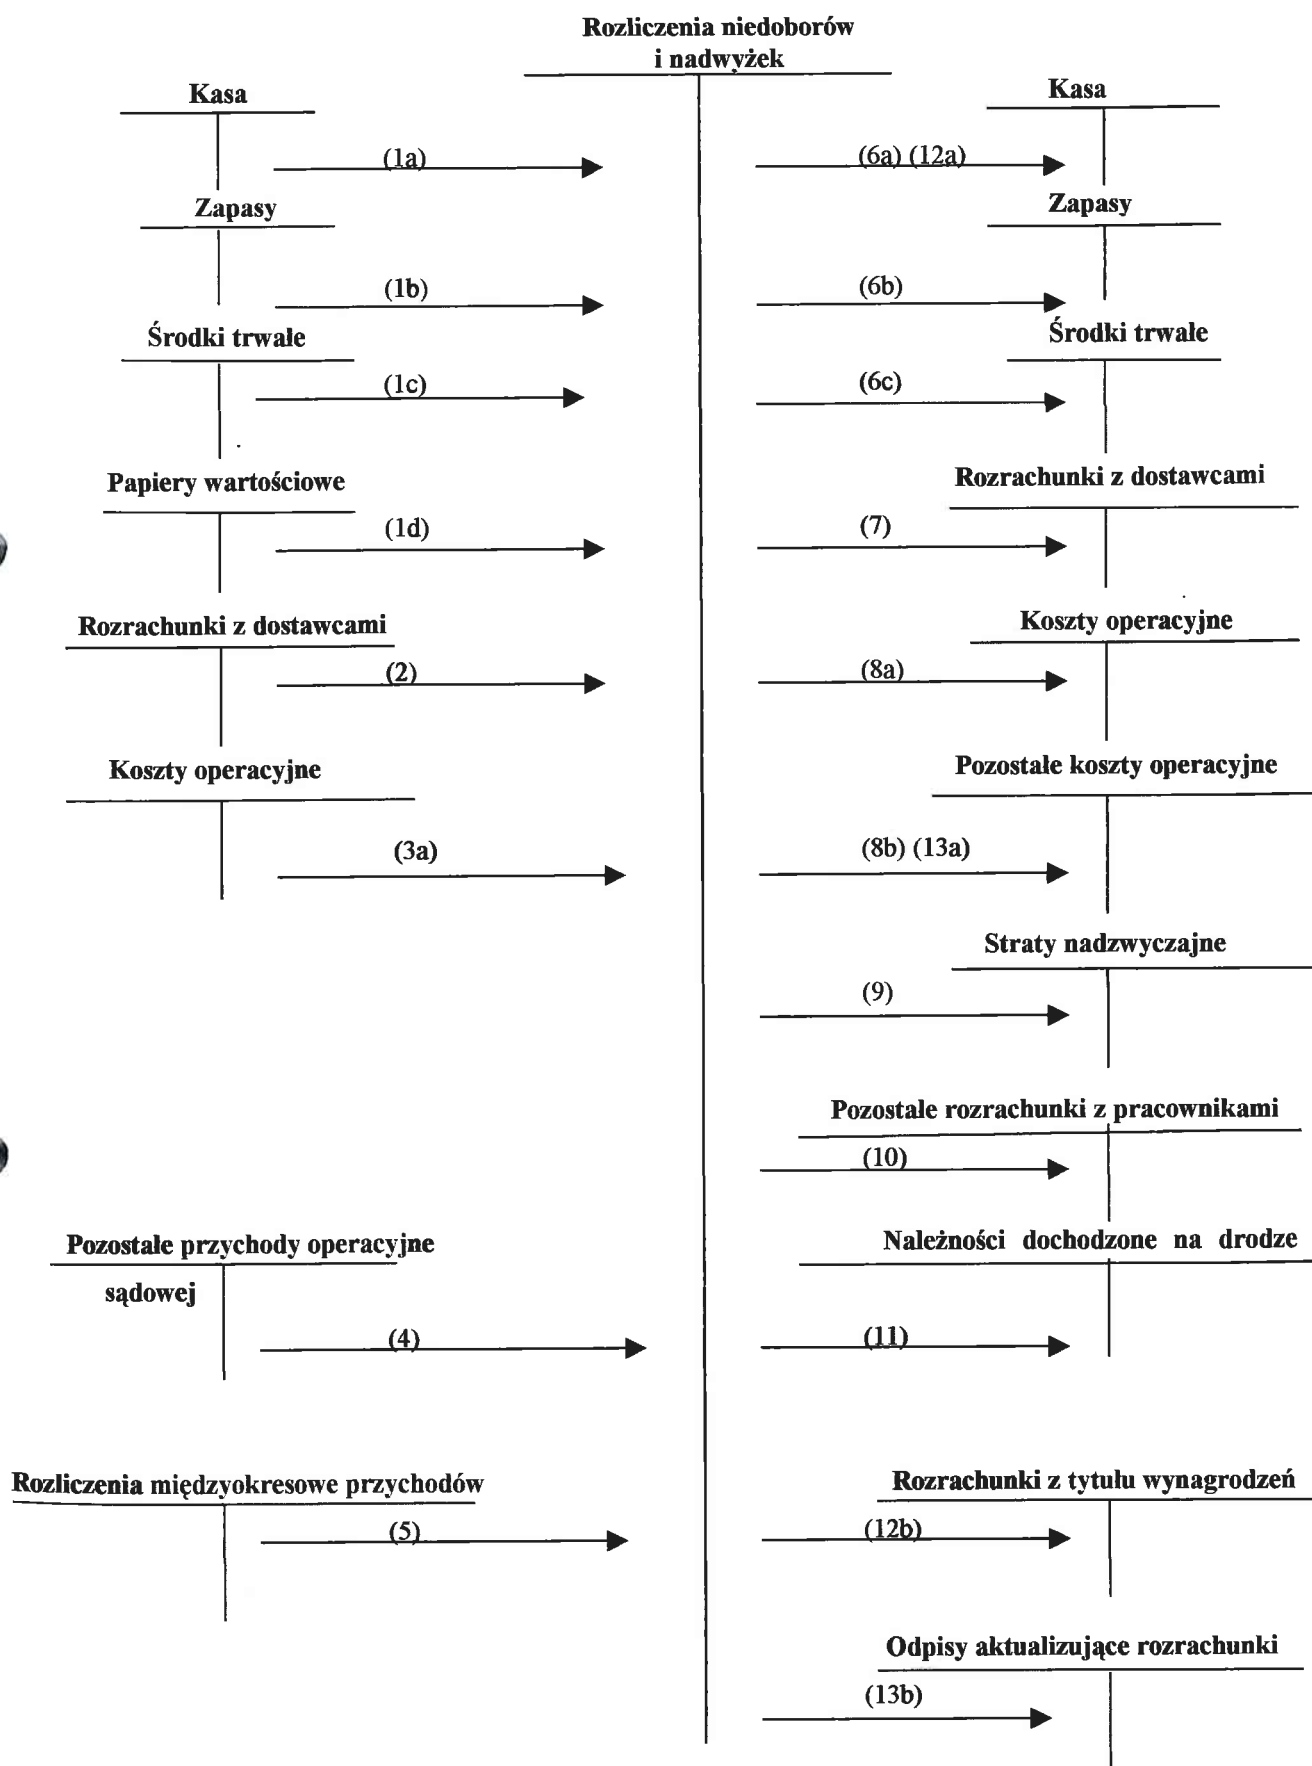 Rozliczenia niedoborów
i nadwyżek
Kasa
Kasa
(1a)
(6a) (12a)
Zapasy
Zapasy
(1b)
(6b)
Środki trwałe
Środki trwałe
(1c)
(6c)
Papiery wartościowe
Rozrachunki z dostawcami
(1d)
(7)
Rozrachunki z dostawcami
Koszty operacyjne
(2)
(8a)
Koszty operacyjne
Pozostałe koszty operacyjne
(3a)
(8b) (13a)
Straty nadzwyczajne
(9)
Pozostałe rozrachunki z pracownikami
(10)
Pozostałe przychody operacyjne
Należności dochodzone na drodze
sądowej
(4)
(11)
Rozliczenia międzyokresowe przychodów
Rozrachunki z tytułu wynagrodzeń
(5)
(12b)
Odpisy aktualizujące rozrachunki
(13b)